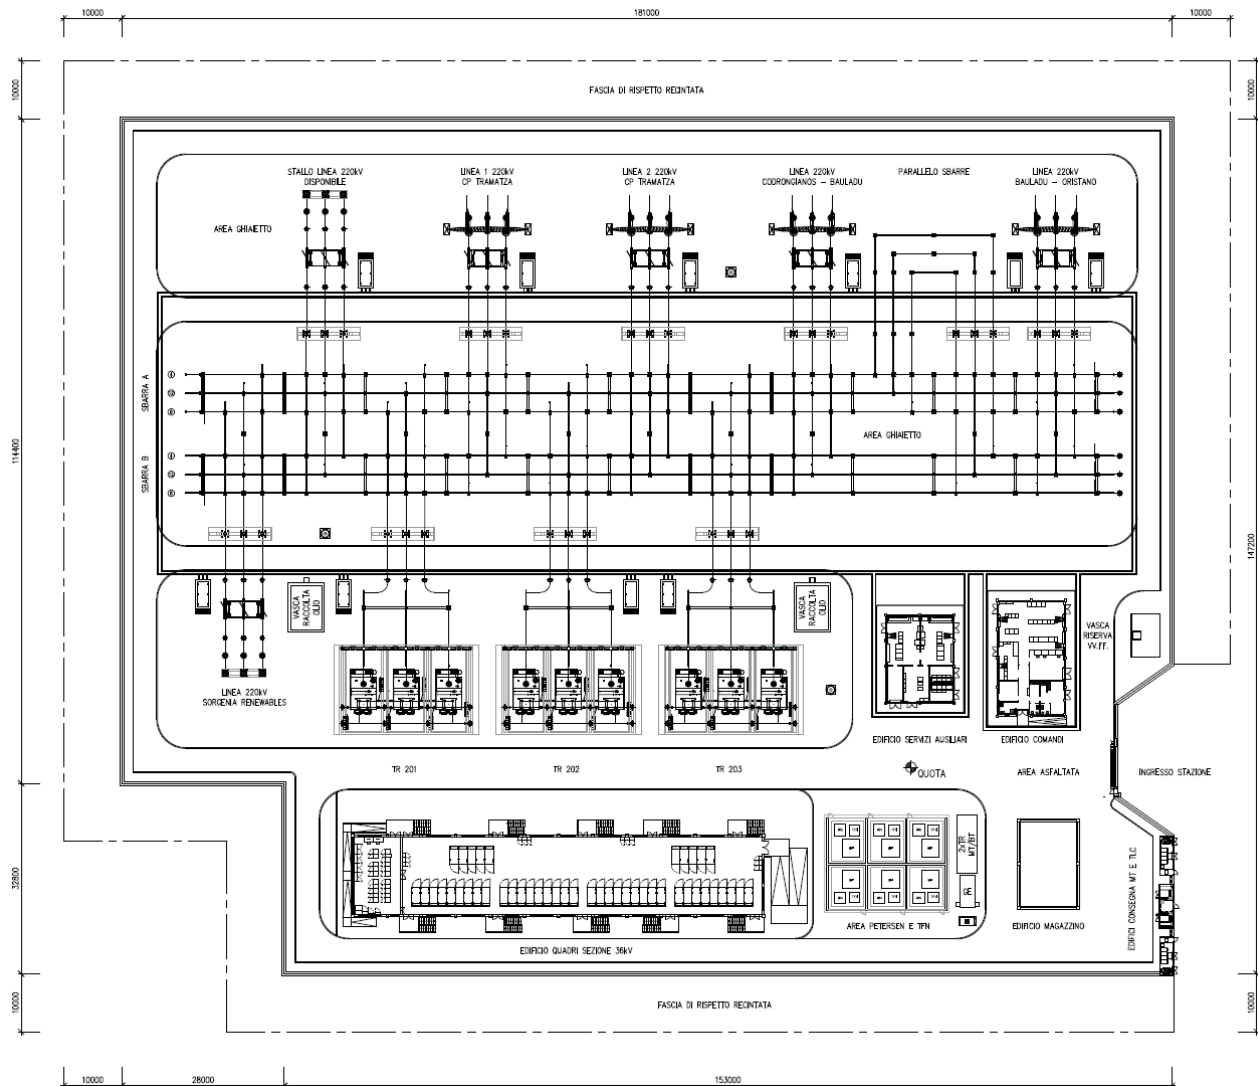 10000
181000
10000
10000
10000
FASCIA DI RISPETTO RECINTATA
STALLO LINEA 220kV
DISPONIBILE
LINEA 1 220kV
CP TRAMATZA
LINEA 2 220kV
CP TRAMATZA
LINEA 220kV
CODRONGIANOS - BAULADU
PARALLELO SBARRE
LINEA 220kV
BAULADU - ORISTANO
AREA GHIAIETTO
SBARRA A
AREA GHIAIETTO
SBARRA B
114400
147200
VASCA
RACCOLTA
OLIO
VASCA
RACCOLTA
OLIO
VASCA
RISERVA
VV.FF.
LINEA 220kV
SORGENIA RENEWABLES
EDIFICIO SERVIZI AUSILIARI
EDIFICIO COMANDI
TR 201
TR 202
TR 203
QUOTA
AREA ASFALTATA
INGRESSO STAZIONE
32800
2xTR
MT/BT
EDIFICI CONSEGNA MT E TLC
AREA PETERSEN E TFN
EDIFICIO MAGAZZINO
EDIFICIO QUADRI SEZIONE 36kV
10000
FASCIA DI RISPETTO RECINTATA
10000
10000
28000
153000